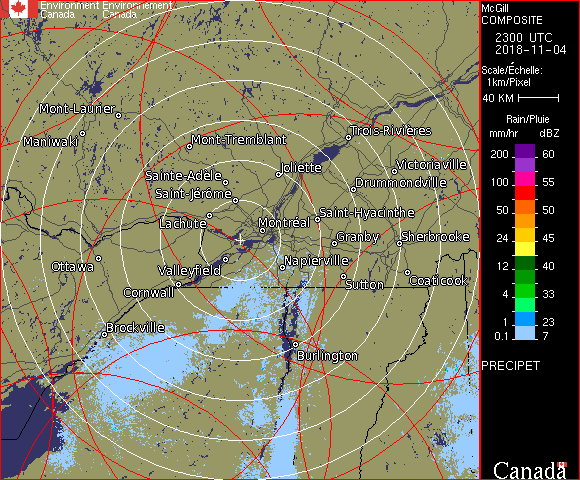 Environment Environnement
Canada Canada
McGill
COMPOSITE
2300 UTC
2018-11-04
Scale/Échelle:
1km/Pixel
40 KM
Rain/Pluie
mm/hr dBZ
200 60
100 55
50 50
24 45
12 40
4 33
1 23
0.1 7
PRECIPET
Canada
Mont-Laurier
Maniwaki
Mont-Tremblant
Trois-Rivières
Victoriaville
Joliette
Sainte-Adèle
Drummondville
Saint-Jérôme
Saint-Hyacinthe
Lachute
Montréal
Granby
Sherbrooke
Ottawa
Valleyfield
Napierville
Cornwall
Sutton
Coaticook
Brockville
Burlington